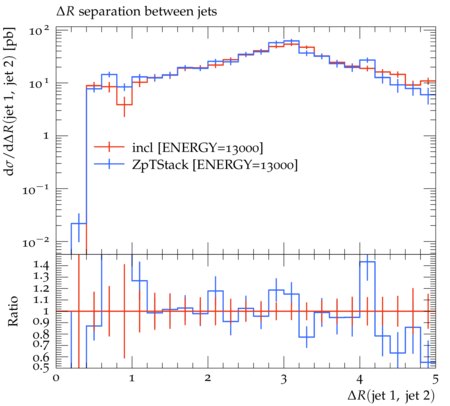 ΔR separation between jets
dσ/dΔR(jet 1, jet 2) [pb]
10²
10¹
1
10⁻¹
10⁻²
incl [ENERGY=13000]
ZpTStack [ENERGY=13000]
Ratio
1.4
1.3
1.2
1.1
1
0.9
0.8
0.7
0.6
0.5
0 1 2 3 4 5
ΔR(jet 1, jet 2)